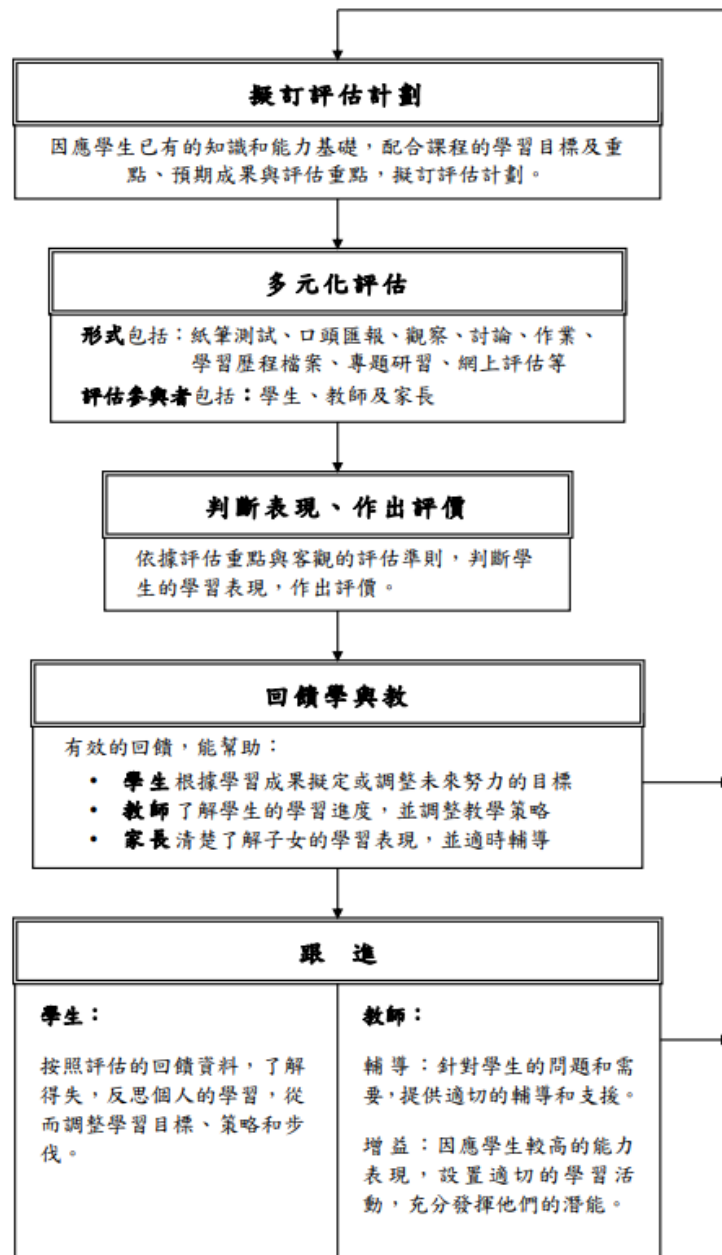 擬訂評估計劃
因應學生已有的知識和能力基礎，配合課程的學習目標及重
點、預期成果與評估重點，擬訂評估計劃。
多元化評估
形式包括：紙筆測試、口頭匯報、觀察、討論、作業、
學習歷程檔案、專題研習、網上評估等
評估參與者包括：學生、教師及家長
判斷表現、作出評價
依據評估重點與客觀的評估準則，判斷學
生的學習表現，作出評價。
回饋學與教
有效的回饋，能幫助：
• 學生根據學習成果擬定或調整未來努力的目標
• 教師了解學生的學習進度，並調整教學策略
• 家長清楚了解子女的學習表現，並適時輔導
跟 進
學生：
按照評估的回饋資料，了解
得失，反思個人的學習，從
而調整學習目標、策略和步
伐。
教師：
輔導：針對學生的問題和需
要，提供適切的輔導和支援。
增益：因應學生較高的能力
表現，設置適切的學習活
動，充分發揮他們的潛能。